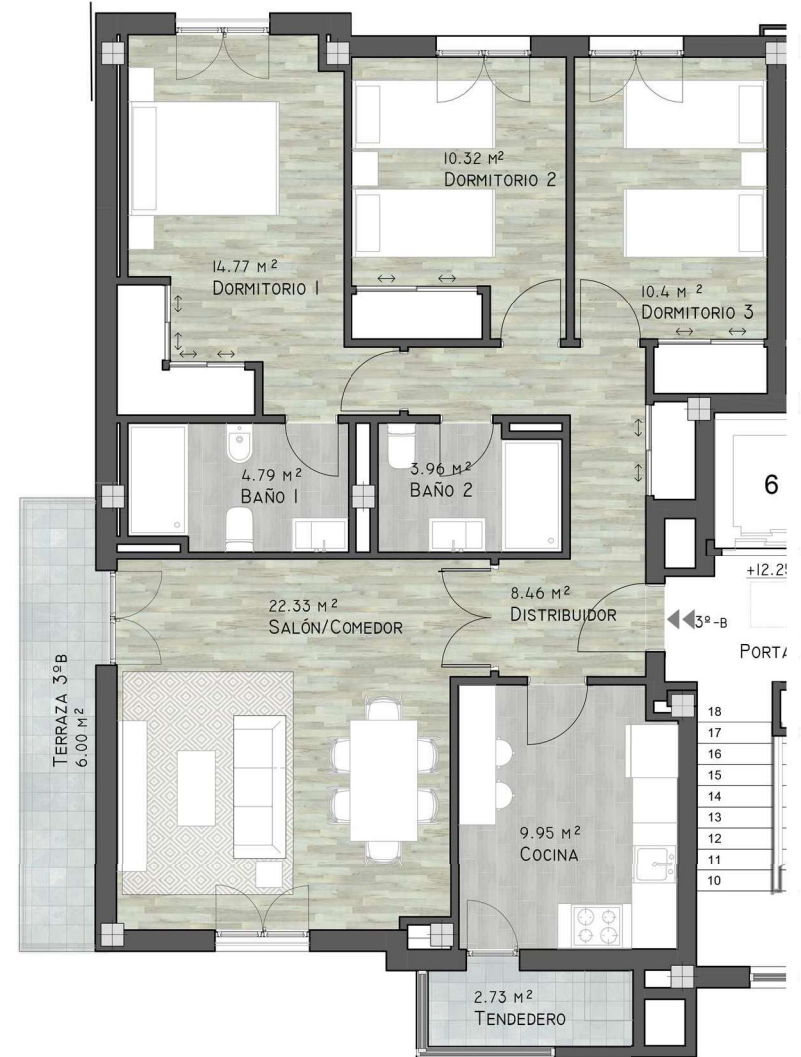 10.32 M²
DORMITORIO 2
14.77 M²
DORMITORIO 1
10.4 M ²
DORMITORIO 3
4.79 M²
BAÑO 1
3.96 M²
BAÑO 2
6
+12.25
22.33 M²
SALÓN/COMEDOR
8.46 M²
DISTRIBUIDOR
3º-B
PORTA
TERRAZA 3ºB
6.00 M²
18
17
16
15
14
13
12
11
10
9.95 M²
COCINA
2.73 M²
TENDEDERO